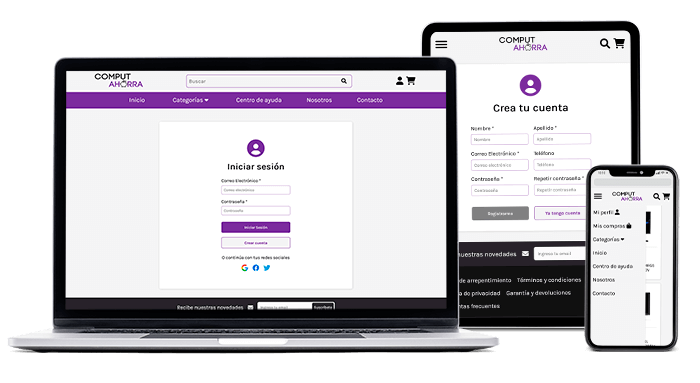 COMPUT
AHORRA
Buscar
Inicio Categorías Centro de ayuda Nosotros Contacto
Iniciar sesión
Correo Electrónico *
Correo electrónico
Contraseña *
Contraseña
Iniciar Sesión
Crear cuenta
O continúa con tus redes sociales
Recibe nuestras novedades
Ingresa tu email
Suscríbete
COMPUT
AHORRA
Crea tu cuenta
Nombre * Apellido *
Nombre Apellido
Correo Electrónico * Teléfono
Correo electrónico Teléfono
Contraseña * Repetir contraseña *
Contraseña Repetir contraseña
Registrarme Ya tengo cuenta
nuestras novedades
Ingresa tu email
de arrepentimiento Términos y condiciones
de privacidad Garantía y devoluciones
ntas frecuentes
COMPUT
AHORRA
Mi perfil
Mis compras
Categorías
Inicio
Centro de ayuda
Nosotros
Contacto